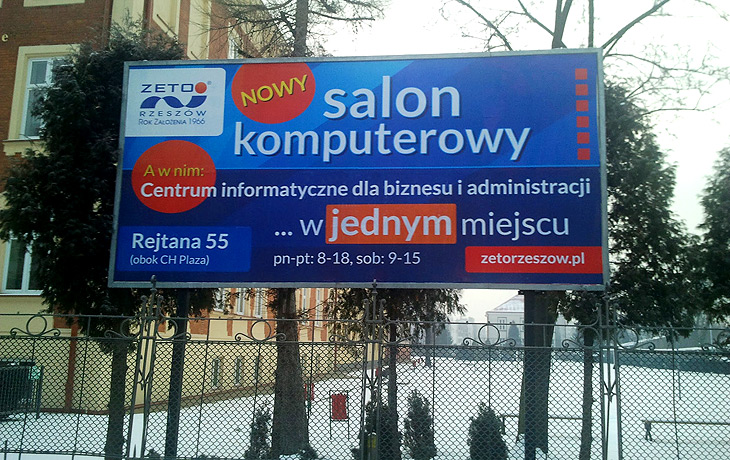 ZETO
RZESZÓW
ROK ZAŁOŻENIA 1966
NOWY
salon
komputerowy
A w nim:
Centrum informatyczne dla biznesu i administracji
... w jednym miejscu
Rejtana 55
(obok CH Plaza)
pn-pt: 8-18, sob: 9-15
zetorzeszow.pl